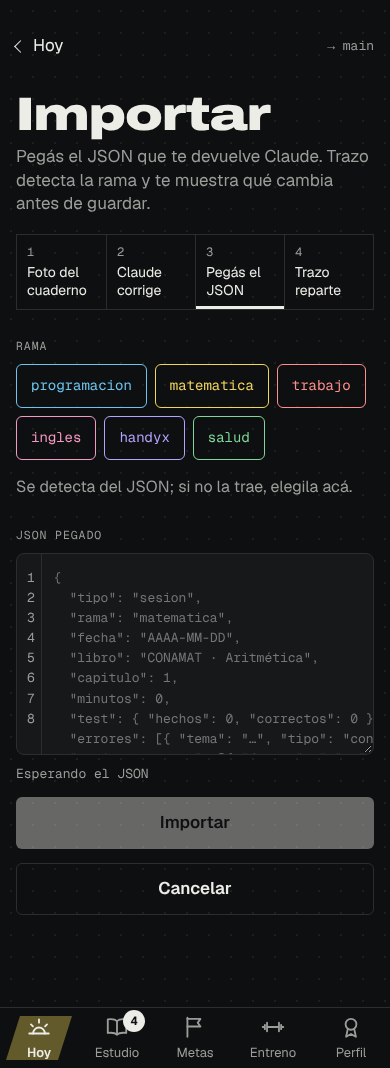 Hoy
→ main
Importar
Pegás el JSON que te devuelve Claude. Trazo
detecta la rama y te muestra qué cambia
antes de guardar.
1
Foto del
cuaderno
2
Claude
corrige
3
Pegás el
JSON
4
Trazo
reparte
RAMA
programacion
matematica
trabajo
ingles
handyx
salud
Se detecta del JSON; si no la trae, elegila acá.
JSON PEGADO
1 {
2 "tipo": "sesion",
3 "rama": "matematica",
4 "fecha": "AAAA-MM-DD",
5 "libro": "CONAMAT · Aritmética",
6 "capitulo": 1,
7 "minutos": 0,
8 "test": { "hechos": 0, "correctos": 0 }
"errores": [{ "tema": "…", "tipo": "con
Esperando el JSON
Importar
Cancelar
Hoy
4
Estudio
Metas
Entreno
Perfil